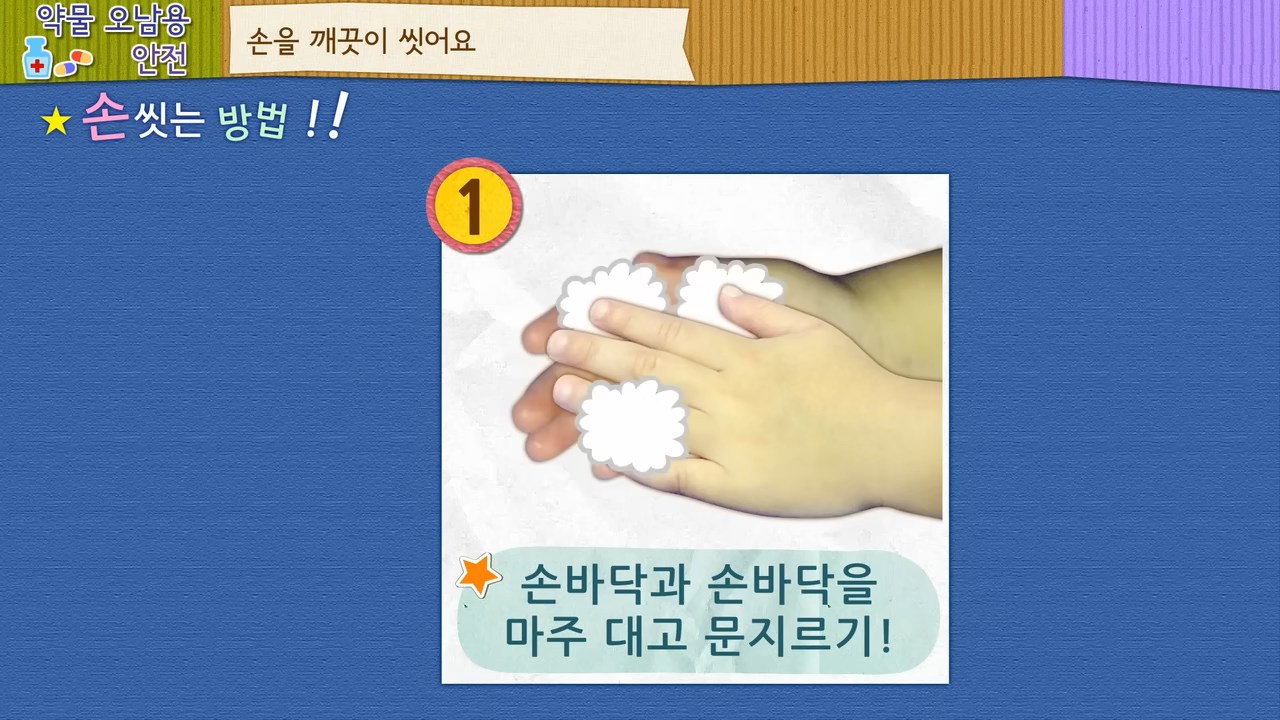 약물 오남용
안전
손을 깨끗이 씻어요
손씻는 방법 !!
1
손바닥과 손바닥을
마주 대고 문지르기!